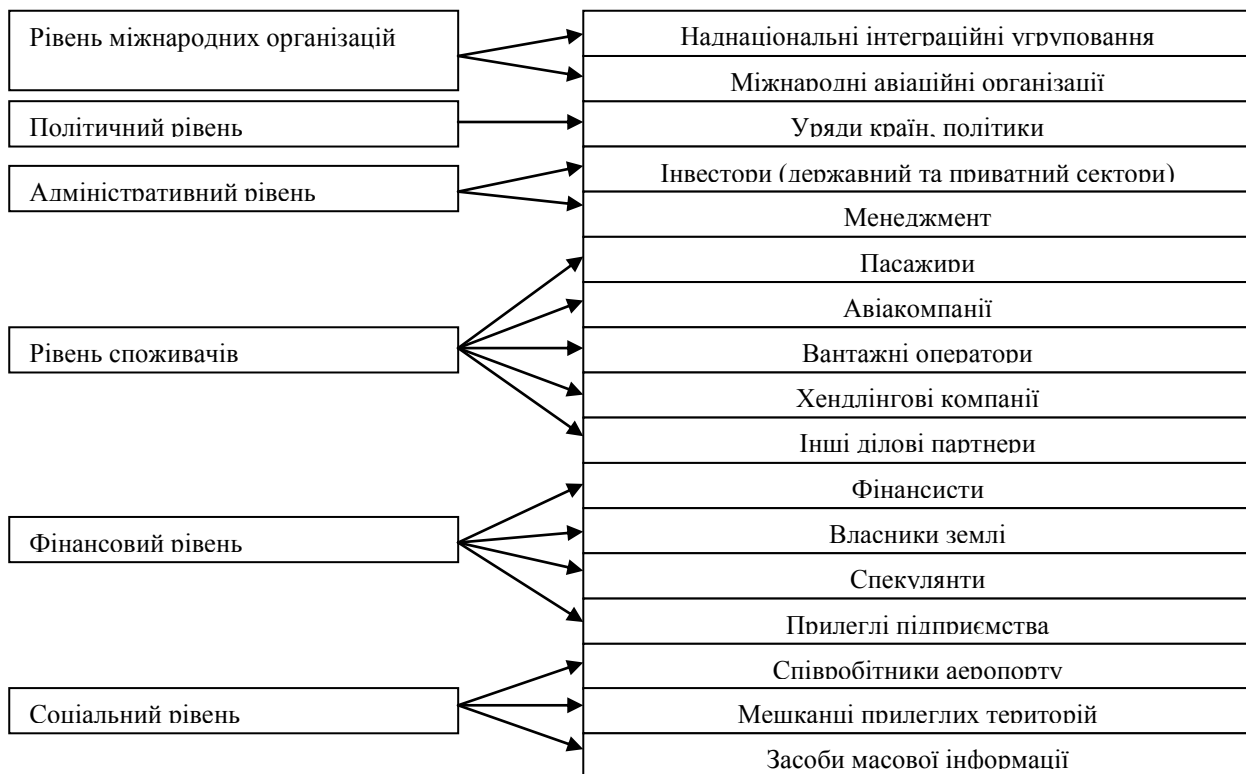 Рівень міжнародних організацій
Наднаціональні інтеграційні угруповання
Міжнародні авіаційні організації
Політичний рівень
Уряди країн, політики
Адміністративний рівень
Інвестори (державний та приватний сектори)
Менеджмент
Рівень споживачів
Пасажири
Авіакомпанії
Вантажні оператори
Хендлінгові компанії
Інші ділові партнери
Фінансовий рівень
Фінансисти
Власники землі
Спекулянти
Прилеглі підприємства
Соціальний рівень
Співробітники аеропорту
Мешканці прилеглих територій
Засоби масової інформації